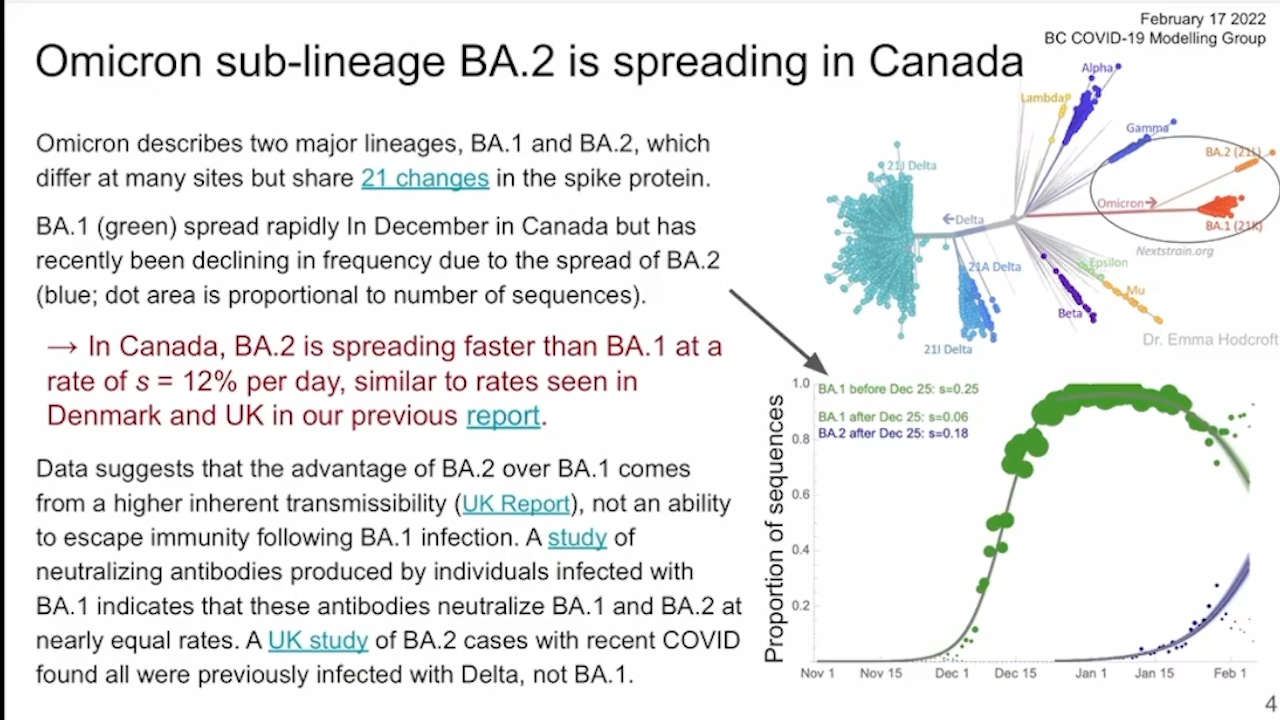 February 17 2022
BC COVID-19 Modelling Group
Omicron sub-lineage BA.2 is spreading in Canada
Omicron describes two major lineages, BA.1 and BA.2, which
differ at many sites but share 21 changes in the spike protein.
BA.1 (green) spread rapidly In December in Canada but has
recently been declining in frequency due to the spread of BA.2
(blue; dot area is proportional to number of sequences).
→ In Canada, BA.2 is spreading faster than BA.1 at a
rate of s = 12% per day, similar to rates seen in
Denmark and UK in our previous report.
Data suggests that the advantage of BA.2 over BA.1 comes
from a higher inherent transmissibility (UK Report), not an ability
to escape immunity following BA.1 infection. A study of
neutralizing antibodies produced by individuals infected with
BA.1 indicates that these antibodies neutralize BA.1 and BA.2 at
nearly equal rates. A UK study of BA.2 cases with recent COVID
found all were previously infected with Delta, not BA.1.
Alpha
Lambda
Gamma
BA.2 (21L)
21J Delta
Omicron→
←Delta
BA.1 (21K)
Nextstrain.org
Epsilon
21A Delta
Mu
Beta
21I Delta
Dr. Emma Hodcroft
BA.1 before Dec 25: s=0.25
BA.1 after Dec 25: s=0.06
BA.2 after Dec 25: s=0.18
Proportion of sequences
1.0
0.8
0.6
0.4
0.2
Nov 1
Nov 15
Dec 1
Dec 15
Jan 1
Jan 15
Feb 1
4